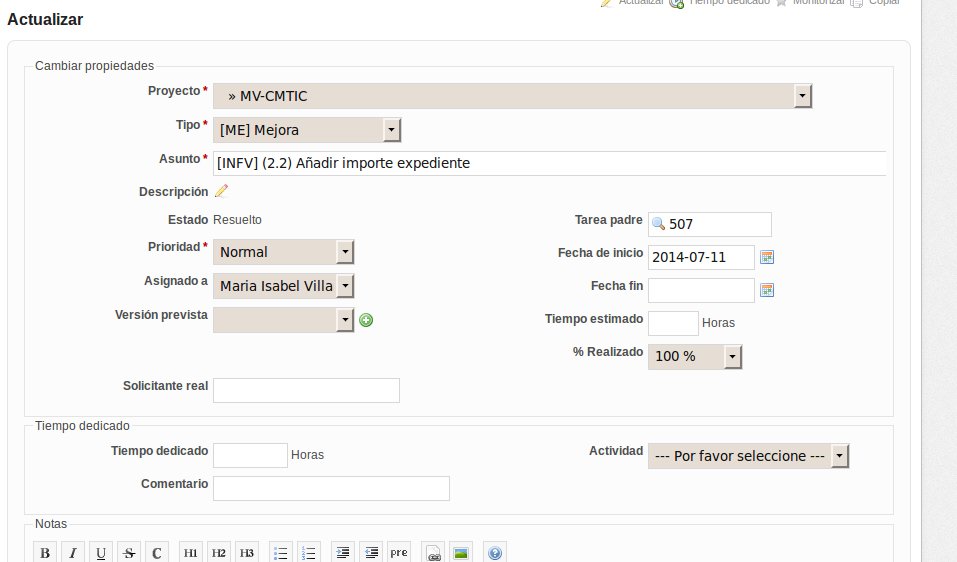 Actualizar Tiempo dedicado Monitorizar Copiar
Actualizar
Cambiar propiedades
Proyecto * » MV-CMTIC
Tipo * [ME] Mejora
Asunto * [INFV] (2.2) Añadir importe expediente
Descripción
Estado Resuelto
Tarea padre 507
Prioridad * Normal
Fecha de inicio 2014-07-11
Asignado a Maria Isabel Villa
Fecha fin
Versión prevista
Tiempo estimado Horas
% Realizado 100 %
Solicitante real
Tiempo dedicado
Tiempo dedicado Horas
Actividad --- Por favor seleccione ---
Comentario
Notas
B I U S C H1 H2 H3 pre